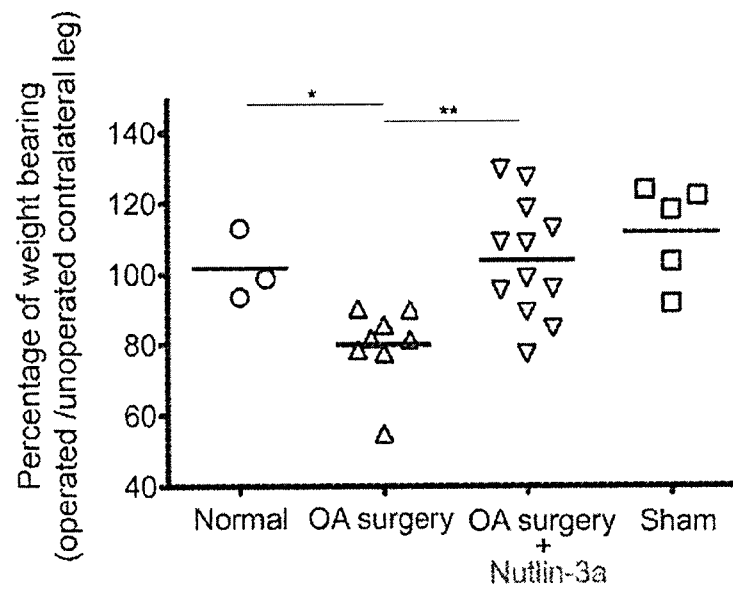 Percentage of weight bearing
(operated /unoperated contralateral leg)
140
120
100
80
60
40
*
**
Normal
OA surgery
OA surgery
+
Nutlin-3a
Sham